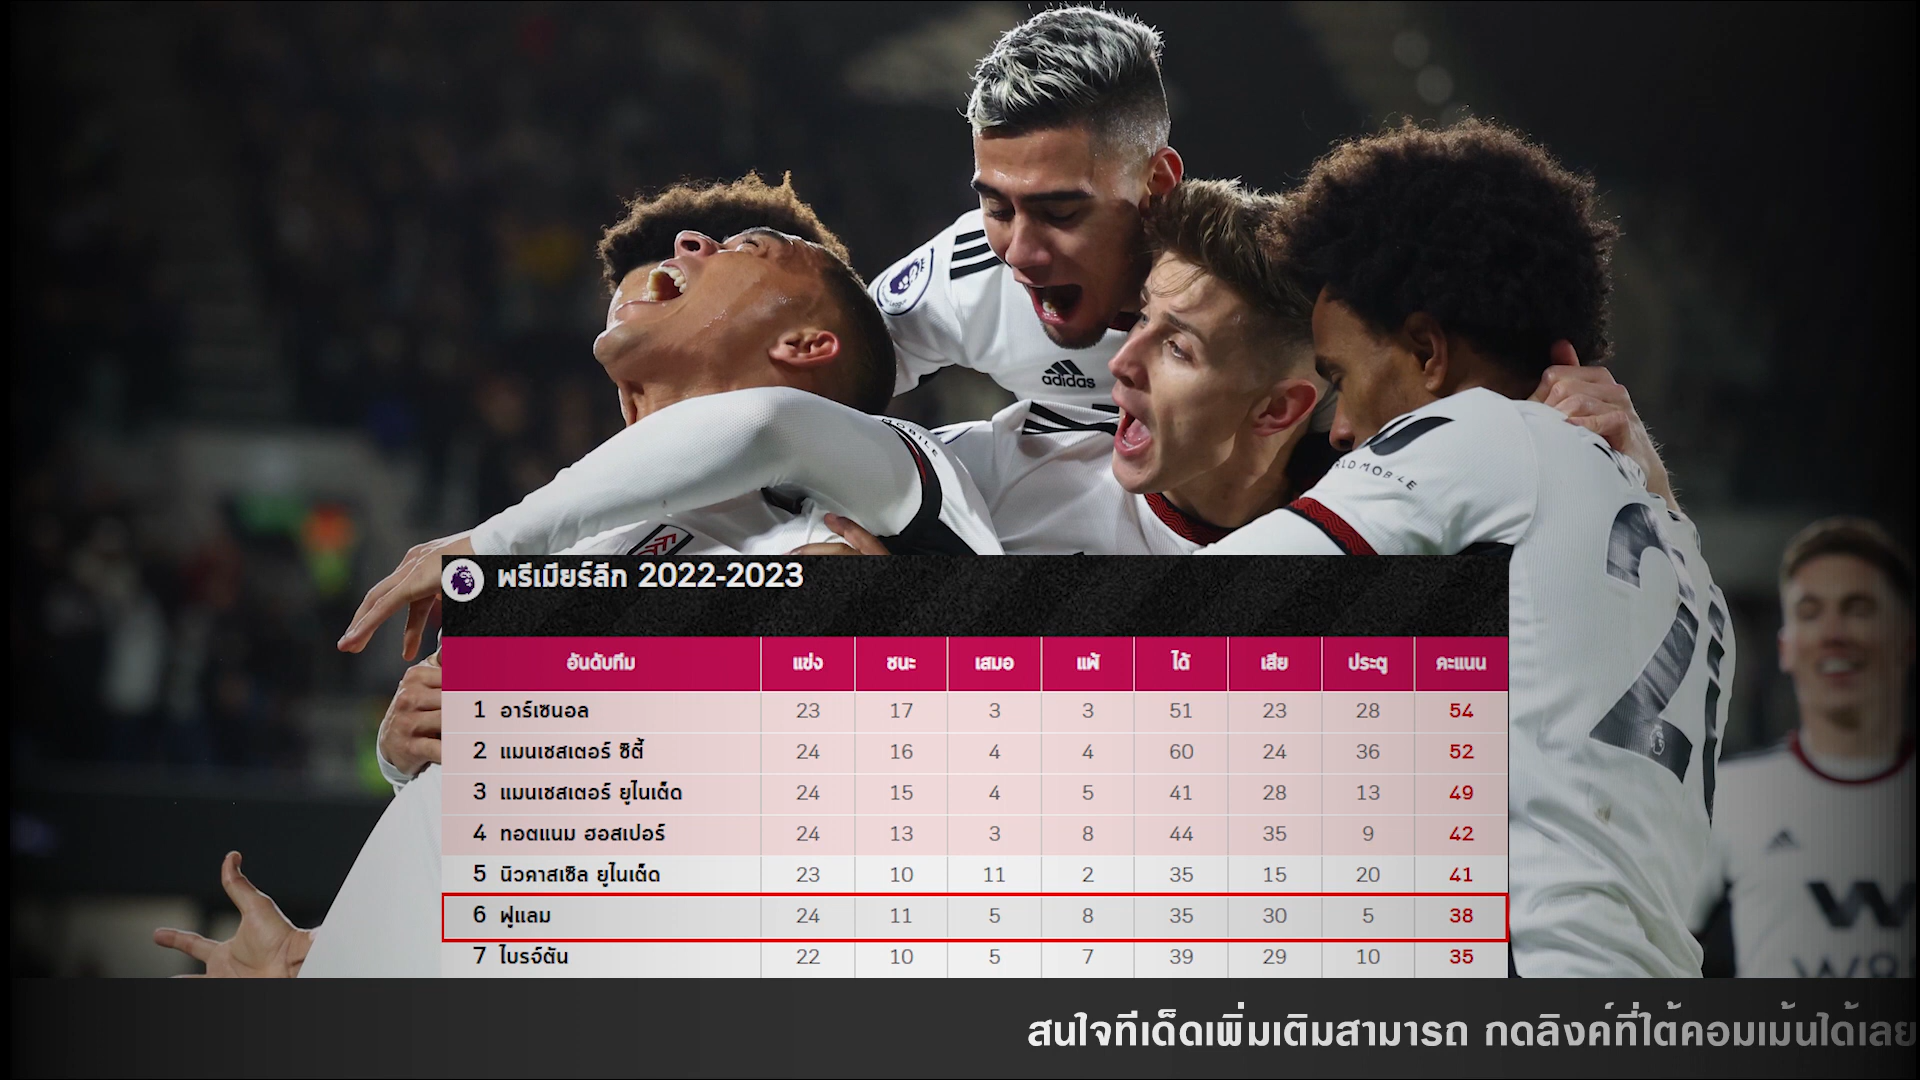 adidas
MOBILE
WORLD MOBILE
พรีเมียร์ลีก 2022-2023
อันดับทีม แข่ง ชนะ เสมอ แพ้ ได้ เสีย ประตู คะแนน
1 อาร์เซนอล 23 17 3 3 51 23 28 54
2 แมนเชสเตอร์ ซิตี้ 24 16 4 4 60 24 36 52
3 แมนเชสเตอร์ ยูไนเต็ด 24 15 4 5 41 28 13 49
4 ทอตแนม ฮอสเปอร์ 24 13 3 8 44 35 9 42
5 นิวคาสเซิล ยูไนเต็ด 23 10 11 2 35 15 20 41
6 ฟูแลม 24 11 5 8 35 30 5 38
7 ไบรจ์ตัน 22 10 5 7 39 29 10 35
สนใจทีเด็ดเพิ่มเติมสามารถ กดลิงค์ที่ใต้คอมเม้นได้เลย